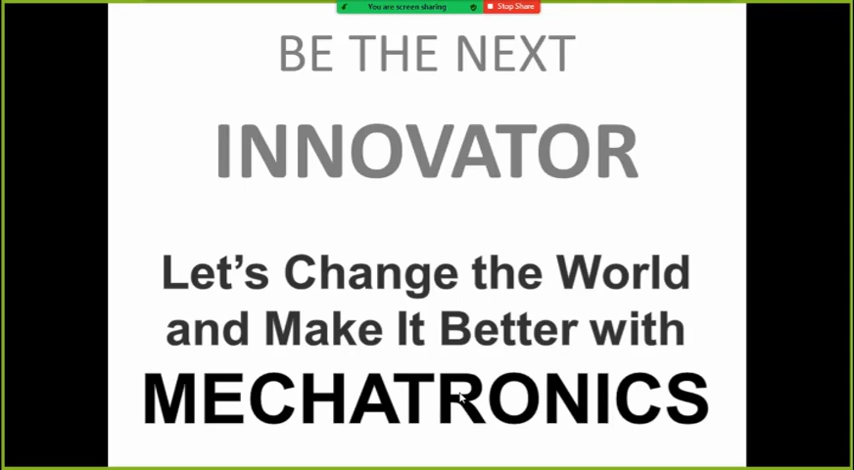 You are screen sharing
Stop Share
BE THE NEXT
INNOVATOR
Let's Change the World
and Make It Better with
MECHATRONICS